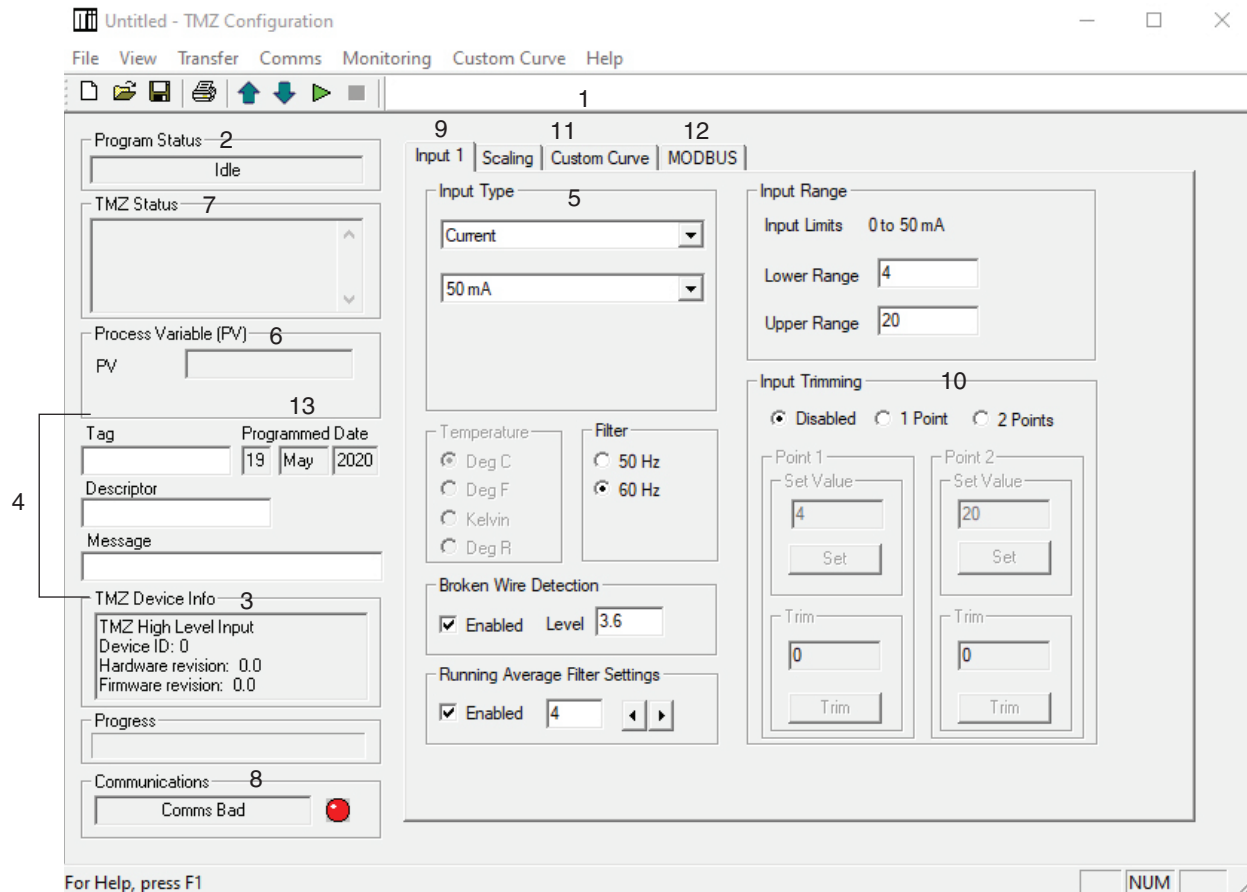 Untitled - TMZ Configuration
File View Transfer Comms Monitoring Custom Curve Help
1
Program Status 2
Idle
TMZ Status 7
Process Variable (PV) 6
PV
13
4
Tag Programmed Date
19 May 2020
Descriptor
Message
TMZ Device Info 3
TMZ High Level Input
Device ID: 0
Hardware revision: 0.0
Firmware revision: 0.0
Progress
Communications 8
Comms Bad
9 11 12
Input 1 Scaling Custom Curve MODBUS
Input Type 5
Current
50 mA
Temperature
Deg C
Deg F
Kelvin
Deg R
Filter
50 Hz
60 Hz
Broken Wire Detection
Enabled Level 3.6
Running Average Filter Settings
Enabled 4
Input Range
Input Limits 0 to 50 mA
Lower Range 4
Upper Range 20
Input Trimming 10
Disabled 1 Point 2 Points
Point 1
Set Value
4
Set
Trim
0
Trim
Point 2
Set Value
20
Set
Trim
0
Trim
For Help, press F1
NUM